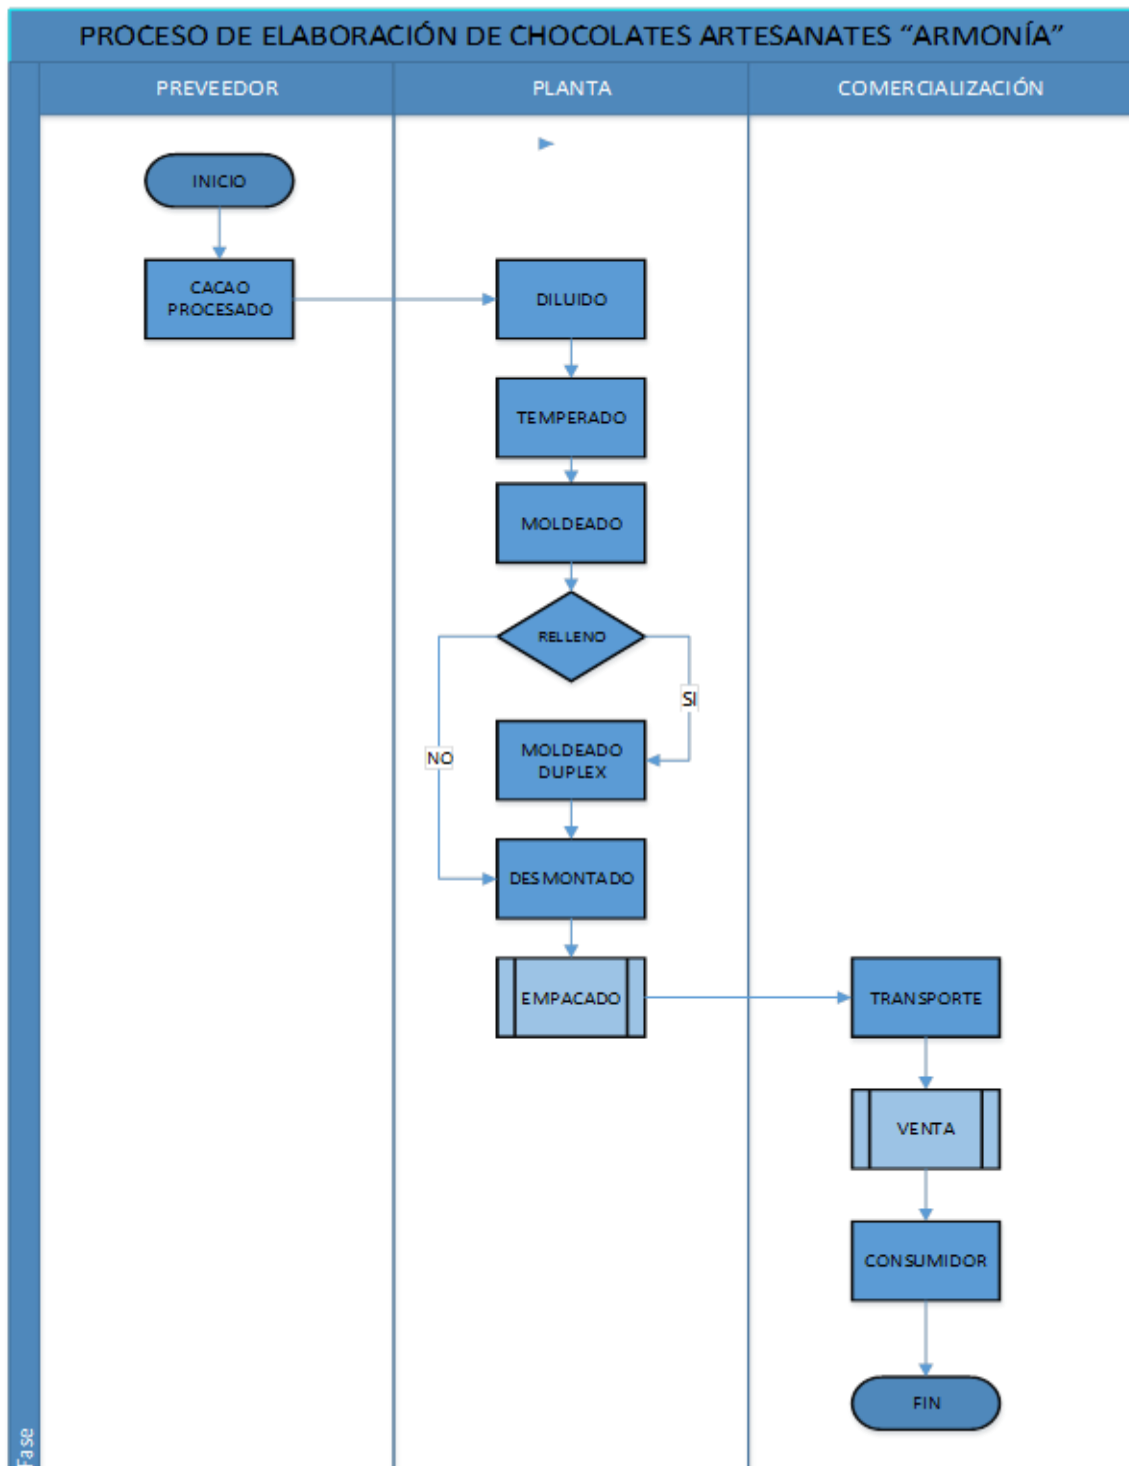 PROCESO DE ELABORACIÓN DE CHOCOLATES ARTESANATES “ARMONÍA”
PREVEEDOR
PLANTA
COMERCIALIZACIÓN
INICIO
CACAO
PROCESADO
DILUIDO
TEMPERADO
MOLDEADO
RELLENO
SI
NO
MOLDEADO
DUPLEX
DESMONTADO
EMPACADO
TRANSPORTE
VENTA
CONSUMIDOR
FIN
Fase